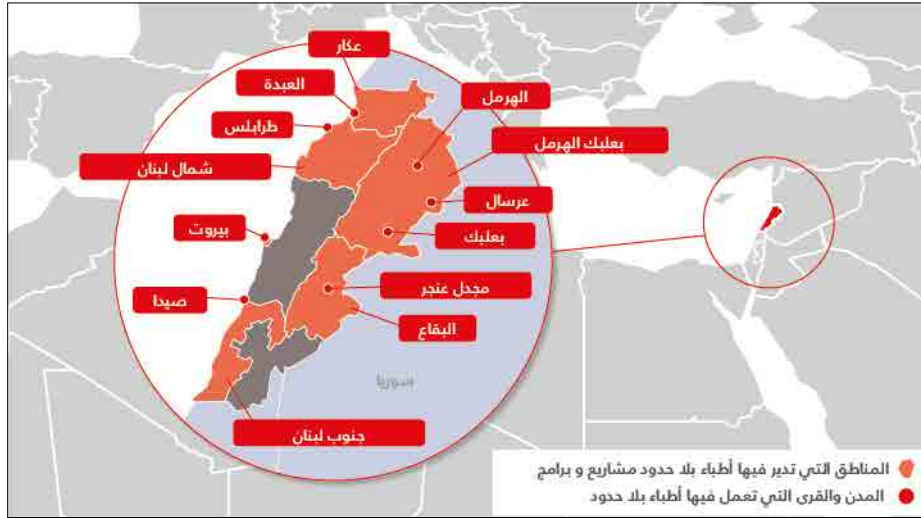 عكار
العبدة
الهرمل
طرابلس
بعلبك الهرمل
شمال لبنان
عرسال
بيروت
بعلبك
مجدل عنجر
صيدا
البقاع
سوريا
جنوب لبنان
المناطق التي تدير فيها أطباء بلا حدود مشاريع و برامج
المدن والقرى التي تعمل فيها أطباء بلا حدود